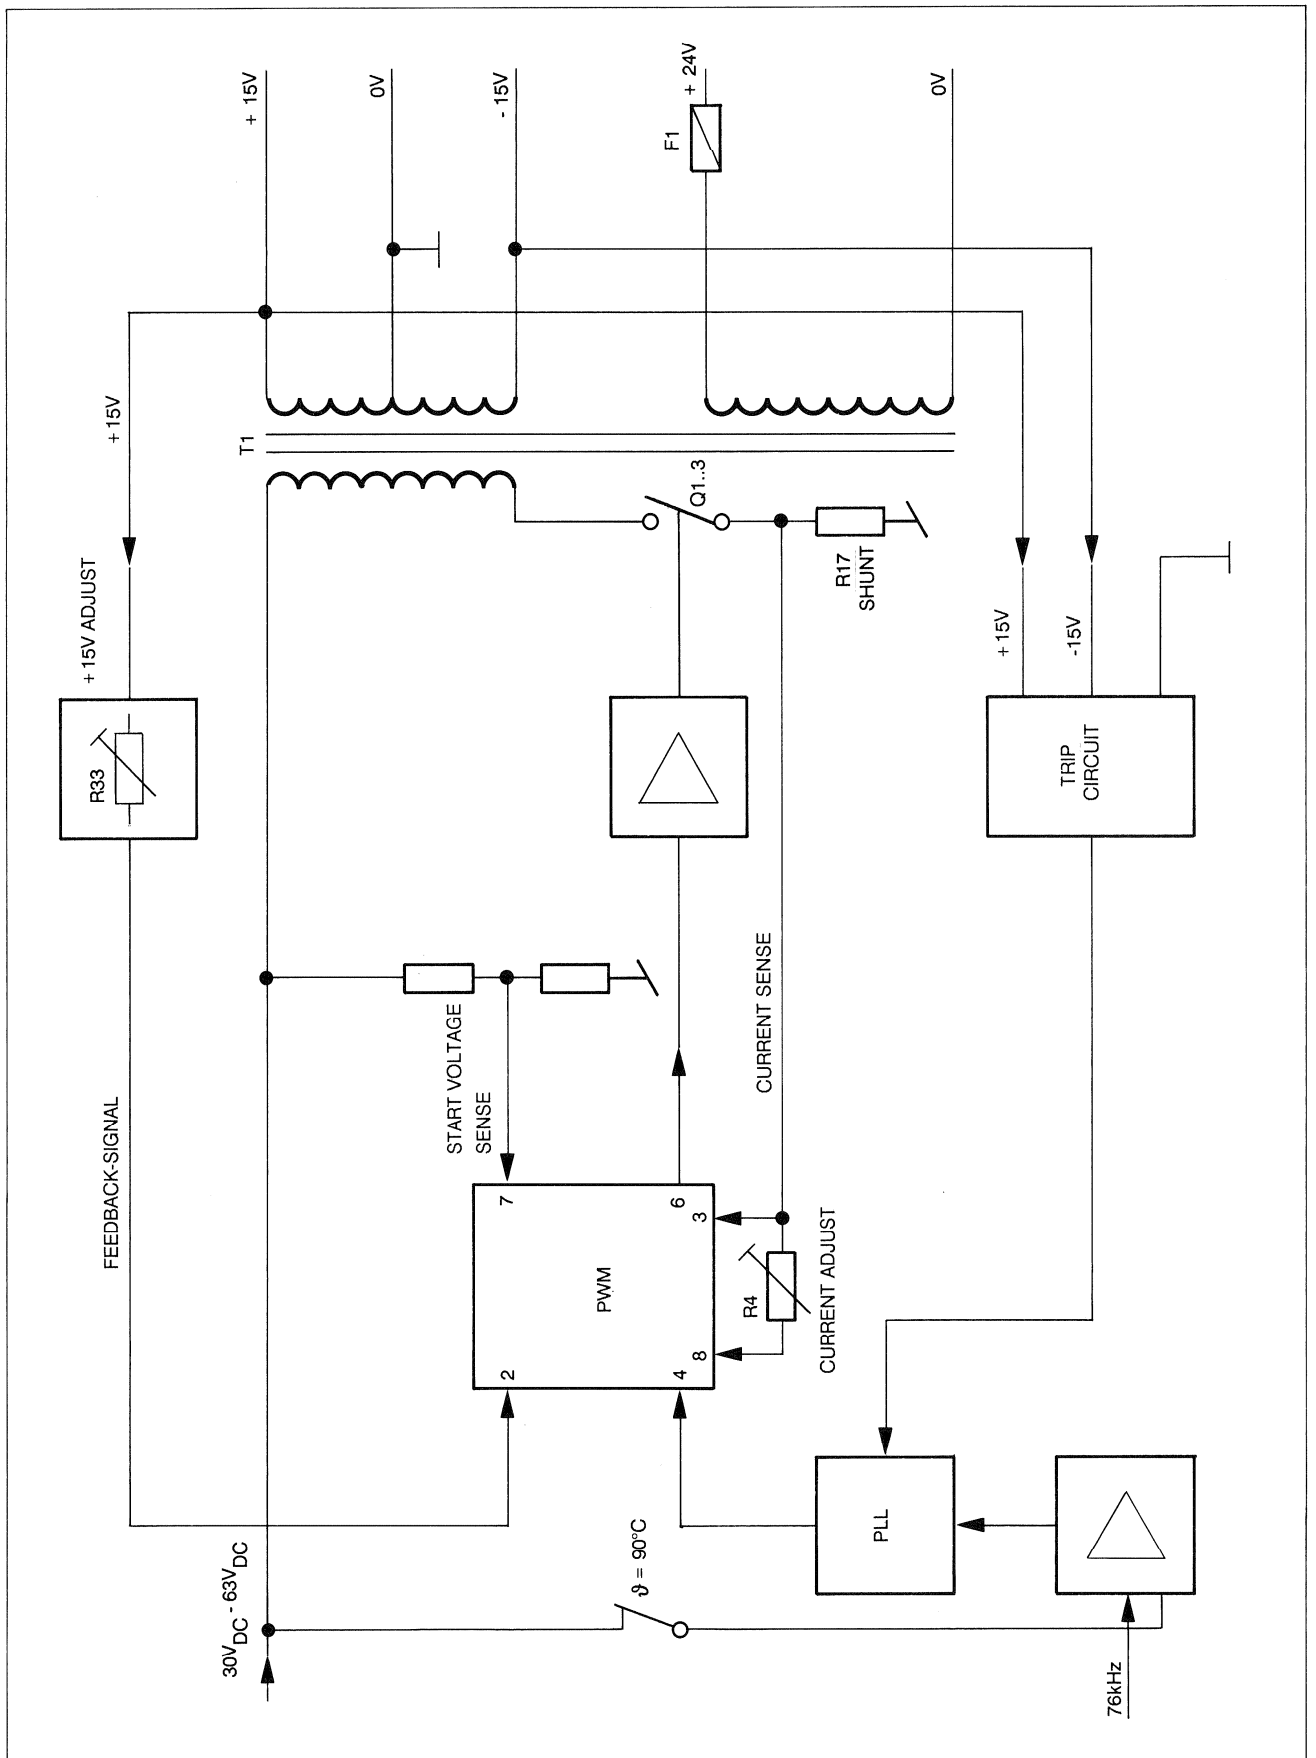 + 15V
0V
- 15V
+ 24V
0V
F1
T1
+15V
+15V ADJUST
R33
FEEDBACK-SIGNAL
30VDC - 63VDC
START VOLTAGE
SENSE
Q1..3
R17
SHUNT
CURRENT SENSE
PWM
7
6
3
2
4
8
R4
CURRENT ADJUST
+15V
-15V
TRIP
CIRCUIT
PLL
ϑ = 90°C
76kHz